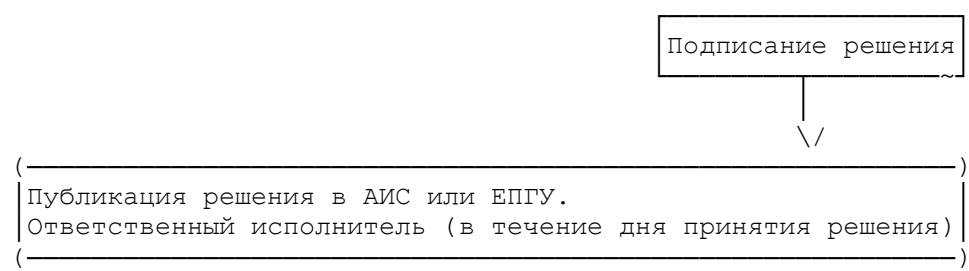 Подписание решения
Публикация решения в АИС или ЕПГУ.
Ответственный исполнитель (в течение дня принятия решения)